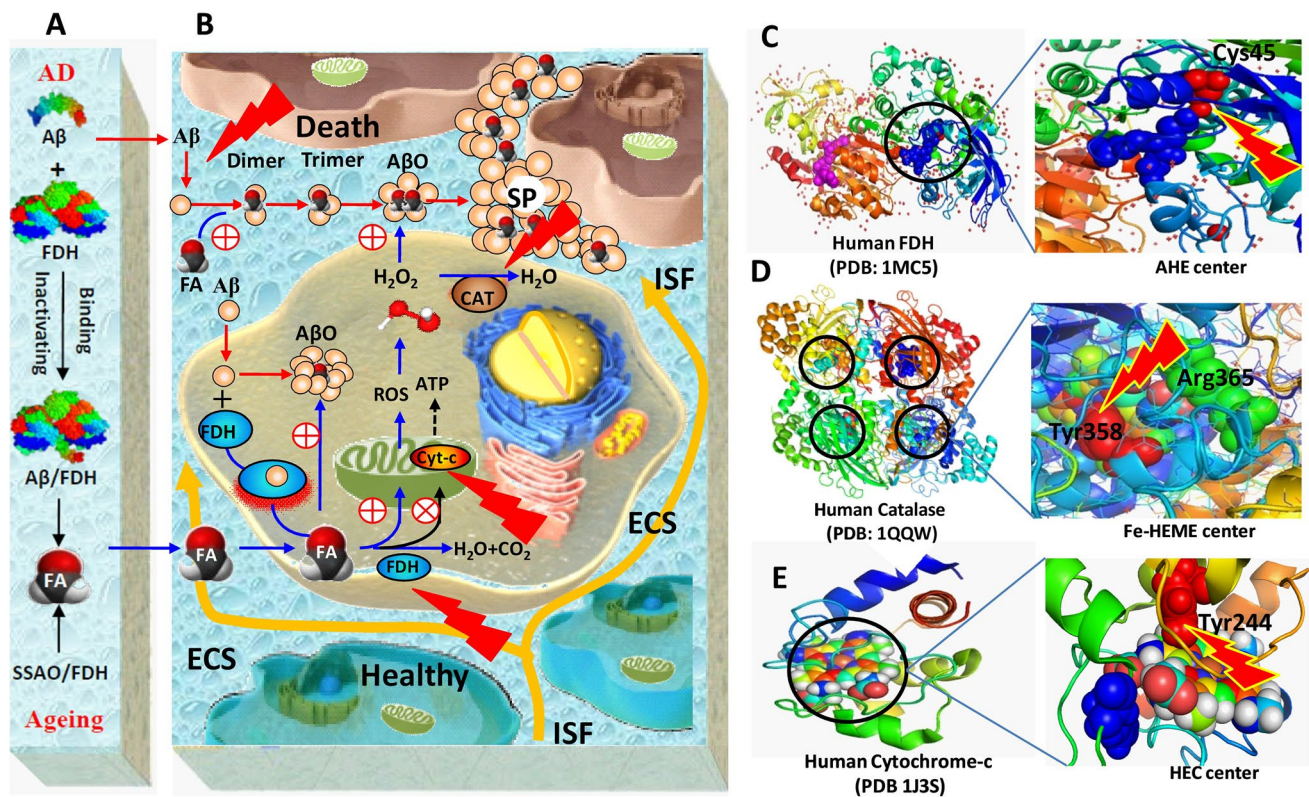 A
AD
Aβ
+
FDH
Inactivating
Binding
Aβ/FDH
FA
SSAO/FDH
Ageing
B
Death
Aβ
Dimer
Trimer
AβO
SP
FA
Aβ
H2O2
H2O
CAT
ISF
AβO
ROS
ATP
+
FDH
Cyt-c
ECS
FA
FA
H2O+CO2
FDH
ECS
Healthy
ISF
C
Cys45
Human FDH
(PDB: 1MC5)
AHE center
D
Arg365
Tyr358
Human Catalase
(PDB: 1QQW)
Fe-HEME center
E
Tyr244
Human Cytochrome-c
(PDB 1J3S)
HEC center